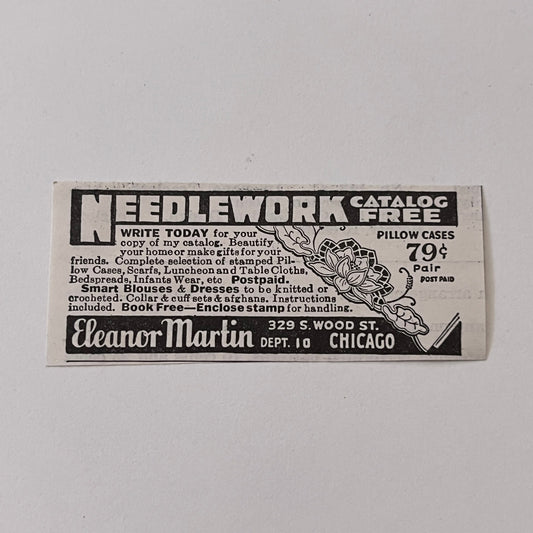 NEEDLEWORK CATALOG FREE
WRITE TODAY for your
copy of my catalog. Beautify
your home or make gifts for your
friends. Complete selection of stamped Pil-
low Cases, Scarfs, Luncheon and Table Cloths,
Bedspreads, Infants Wear, etc Postpaid.
Smart Blouses & Dresses to be knitted or
crocheted. Collar & cuff sets & afghans. Instructions
included. Book Free—Enclose stamp for handling.
PILLOW CASES
79¢
Pair
POST PAID
Eleanor Martin
329 S. WOOD ST.
DEPT. 10 CHICAGO